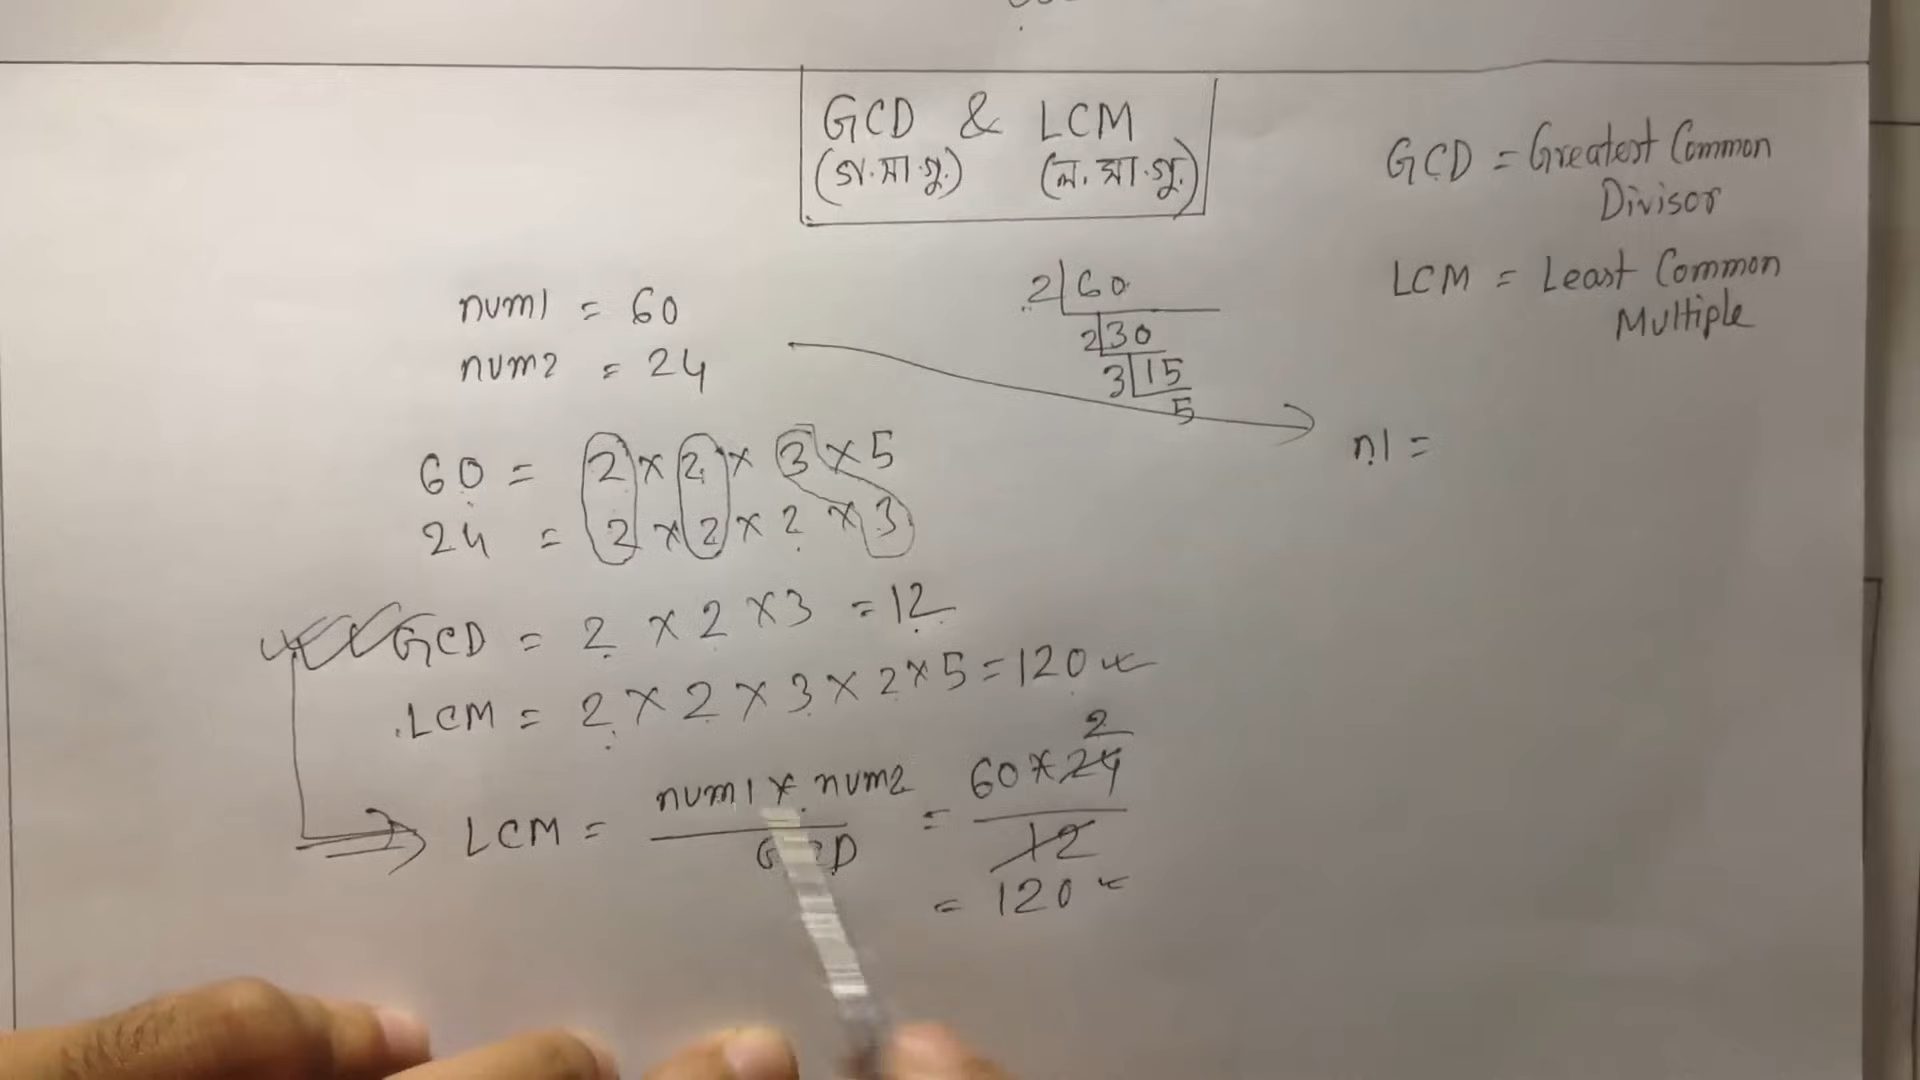 GCD & LCM
(গ.সা.গু.) (ল.সা.গু.)
GCD = Greatest Common
Divisor
LCM = Least Common
Multiple
num1 = 60
num2 = 24
2 60
2 30
3 15
5
n1 =
60 = 2 × 2 × 3 × 5
24 = 2 × 2 × 2 × 3
GCD = 2 × 2 × 3 = 12
LCM = 2 × 2 × 3 × 2 × 5 = 120
2
LCM = num1 * num2 = 60 * 24
GCD 12
= 120